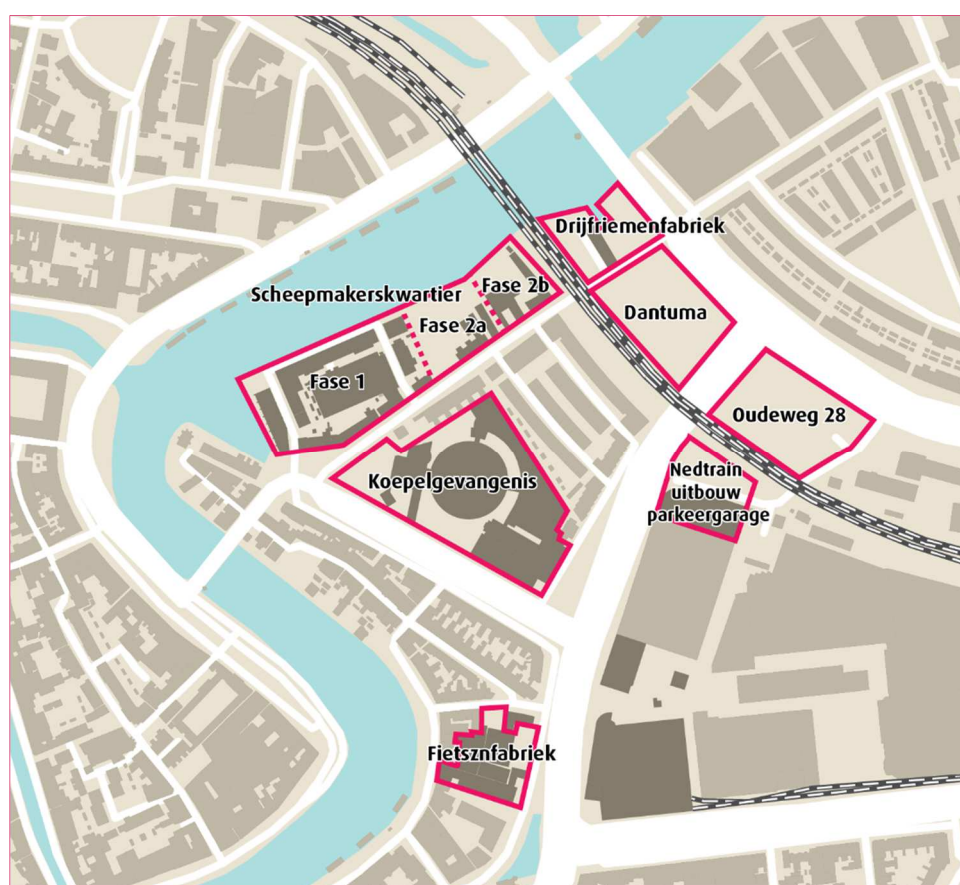 Drijfriemenfabriek
Scheepmakerskwartier
Fase 2b
Fase 2a
Dantuma
Fase 1
Oudeweg 28
Koepelgevangenis
Nedtrain
uitbouw
parkeergarage
Fietsznfabriek